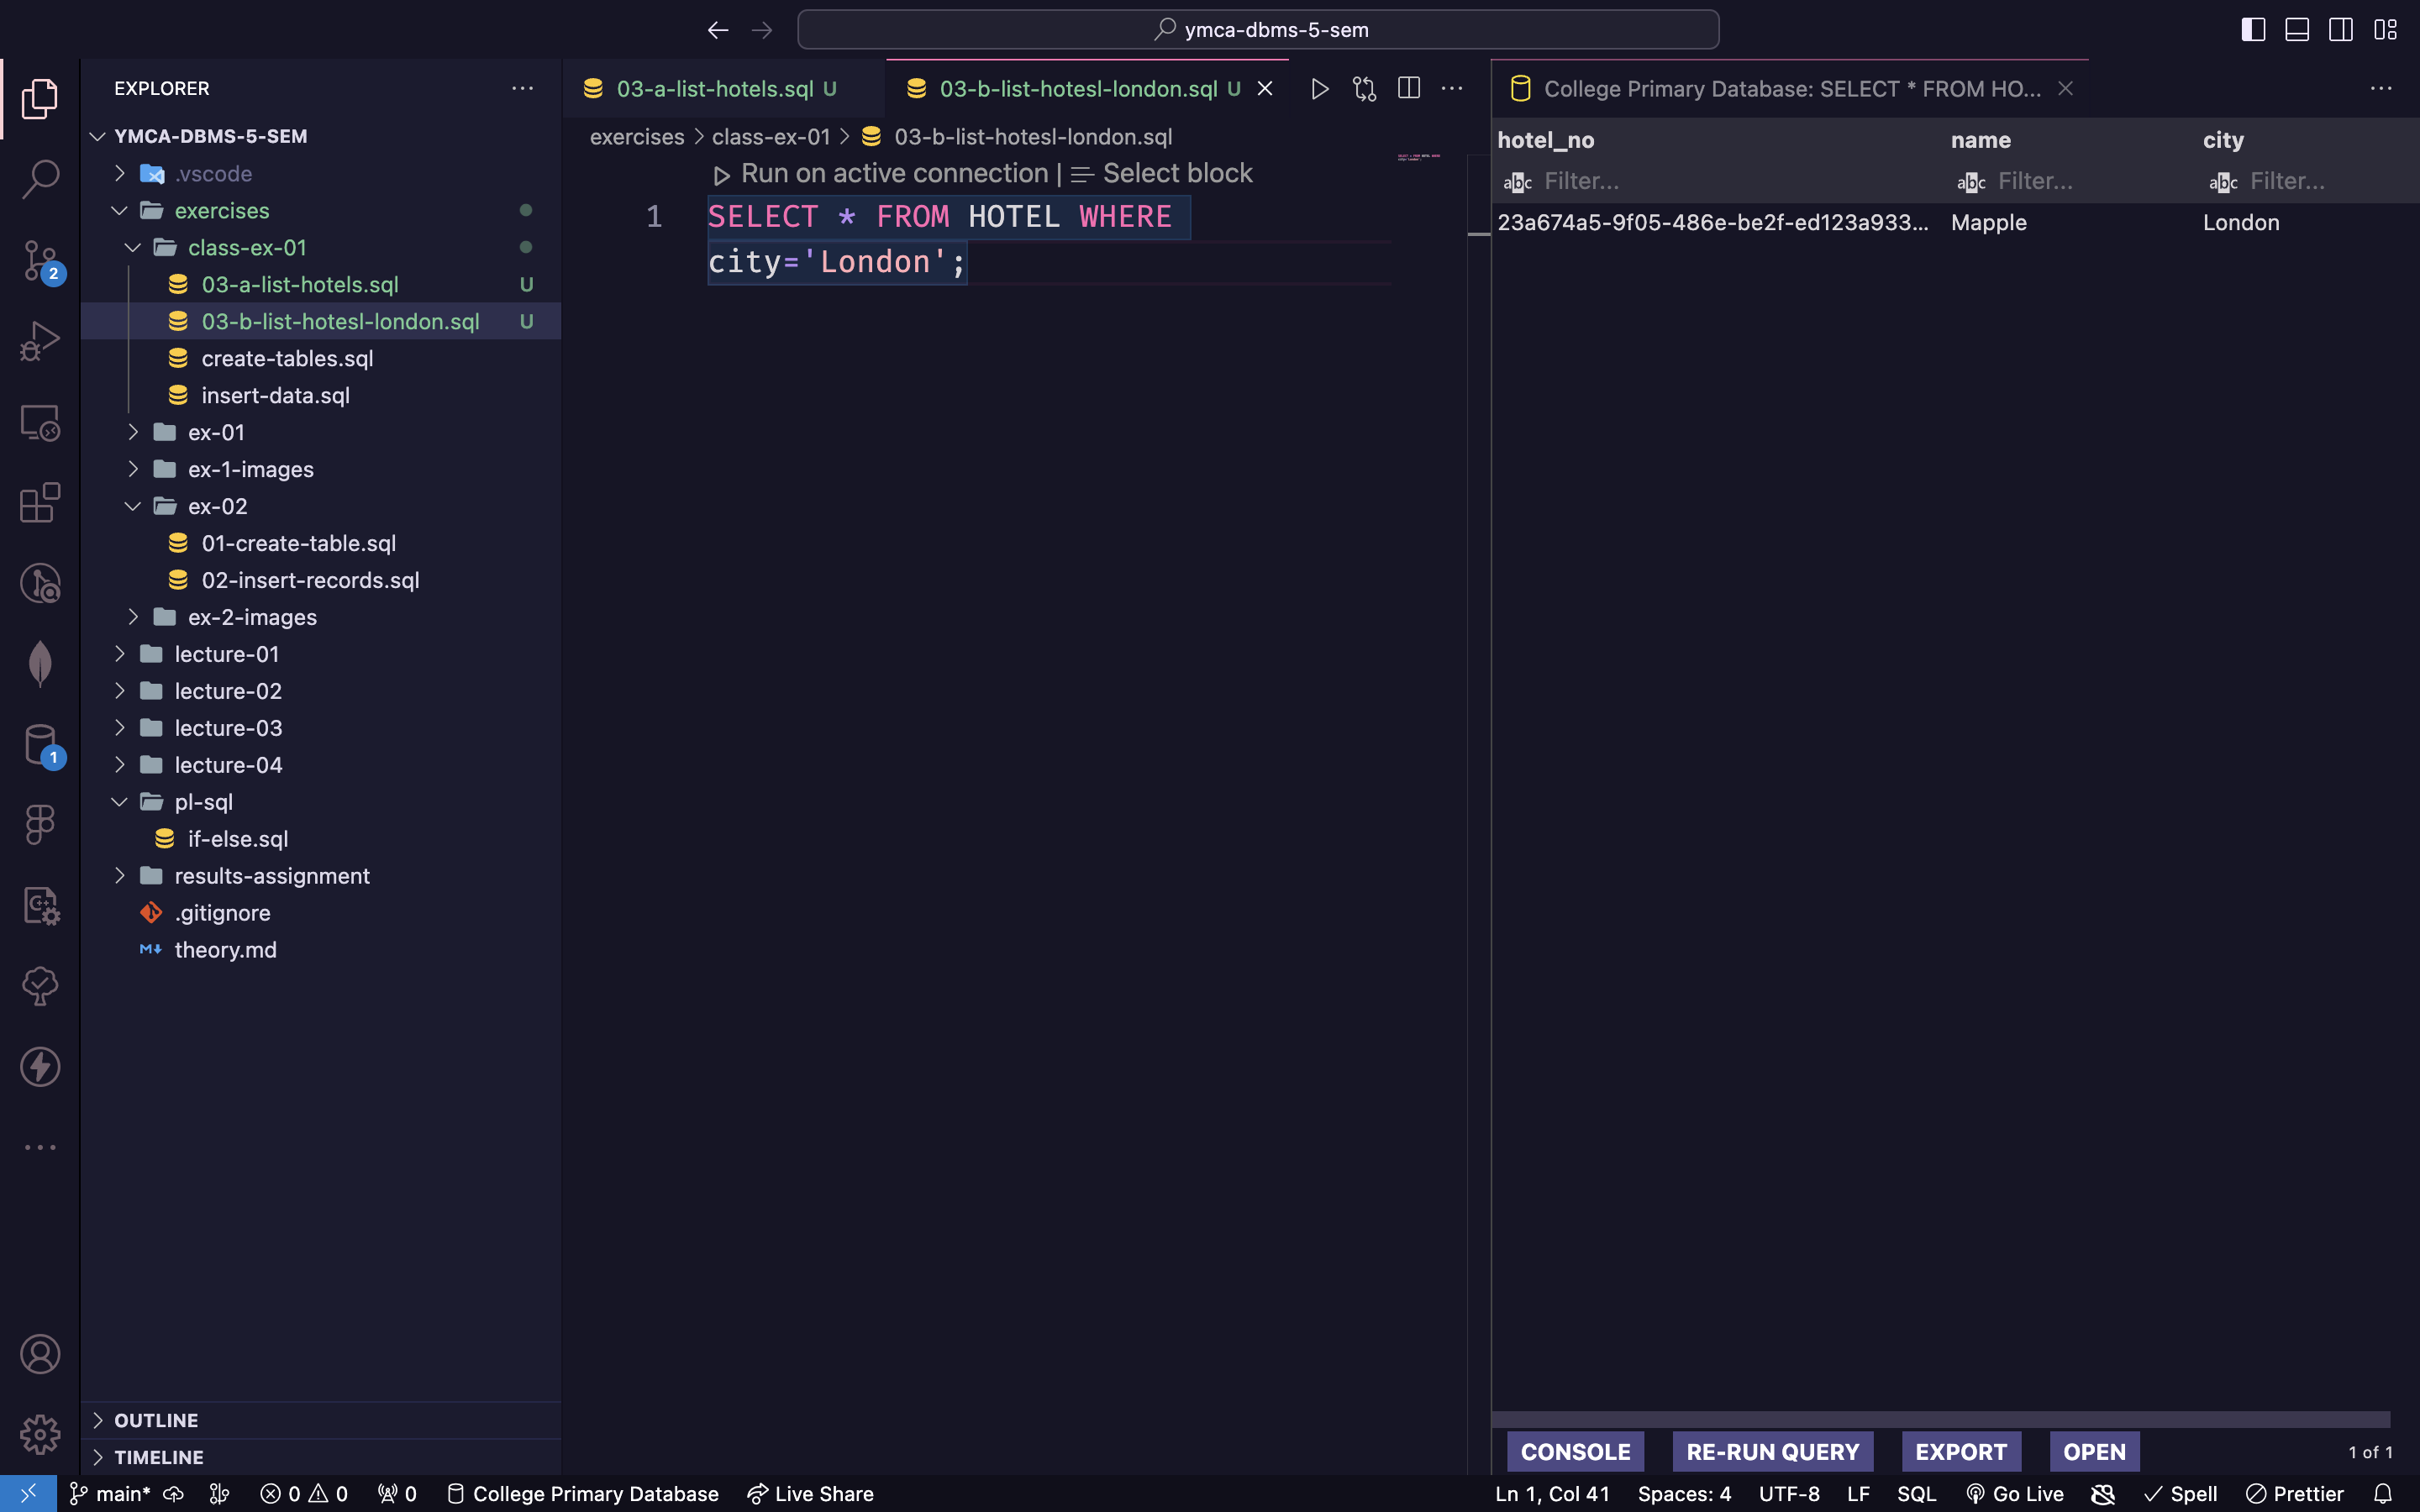 ymca-dbms-5-sem
EXPLORER
YMCA-DBMS-5-SEM
.vscode
exercises
class-ex-01
03-a-list-hotels.sql U
03-b-list-hotesl-london.sql U
create-tables.sql
insert-data.sql
ex-01
ex-1-images
ex-02
01-create-table.sql
02-insert-records.sql
ex-2-images
lecture-01
lecture-02
lecture-03
lecture-04
pl-sql
if-else.sql
results-assignment
.gitignore
theory.md
OUTLINE
TIMELINE
2
1
03-a-list-hotels.sql U
03-b-list-hotesl-london.sql U
exercises > class-ex-01 > 03-b-list-hotesl-london.sql
Run on active connection | Select block
1 SELECT * FROM HOTEL WHERE
city='London';
College Primary Database: SELECT * FROM HO...
hotel_no name city
abc Filter... abc Filter... abc Filter...
23a674a5-9f05-486e-be2f-ed123a933... Mapple London
CONSOLE RE-RUN QUERY EXPORT OPEN 1 of 1
main* 0 0 0 College Primary Database Live Share Ln 1, Col 41 Spaces: 4 UTF-8 LF SQL Go Live Spell Prettier